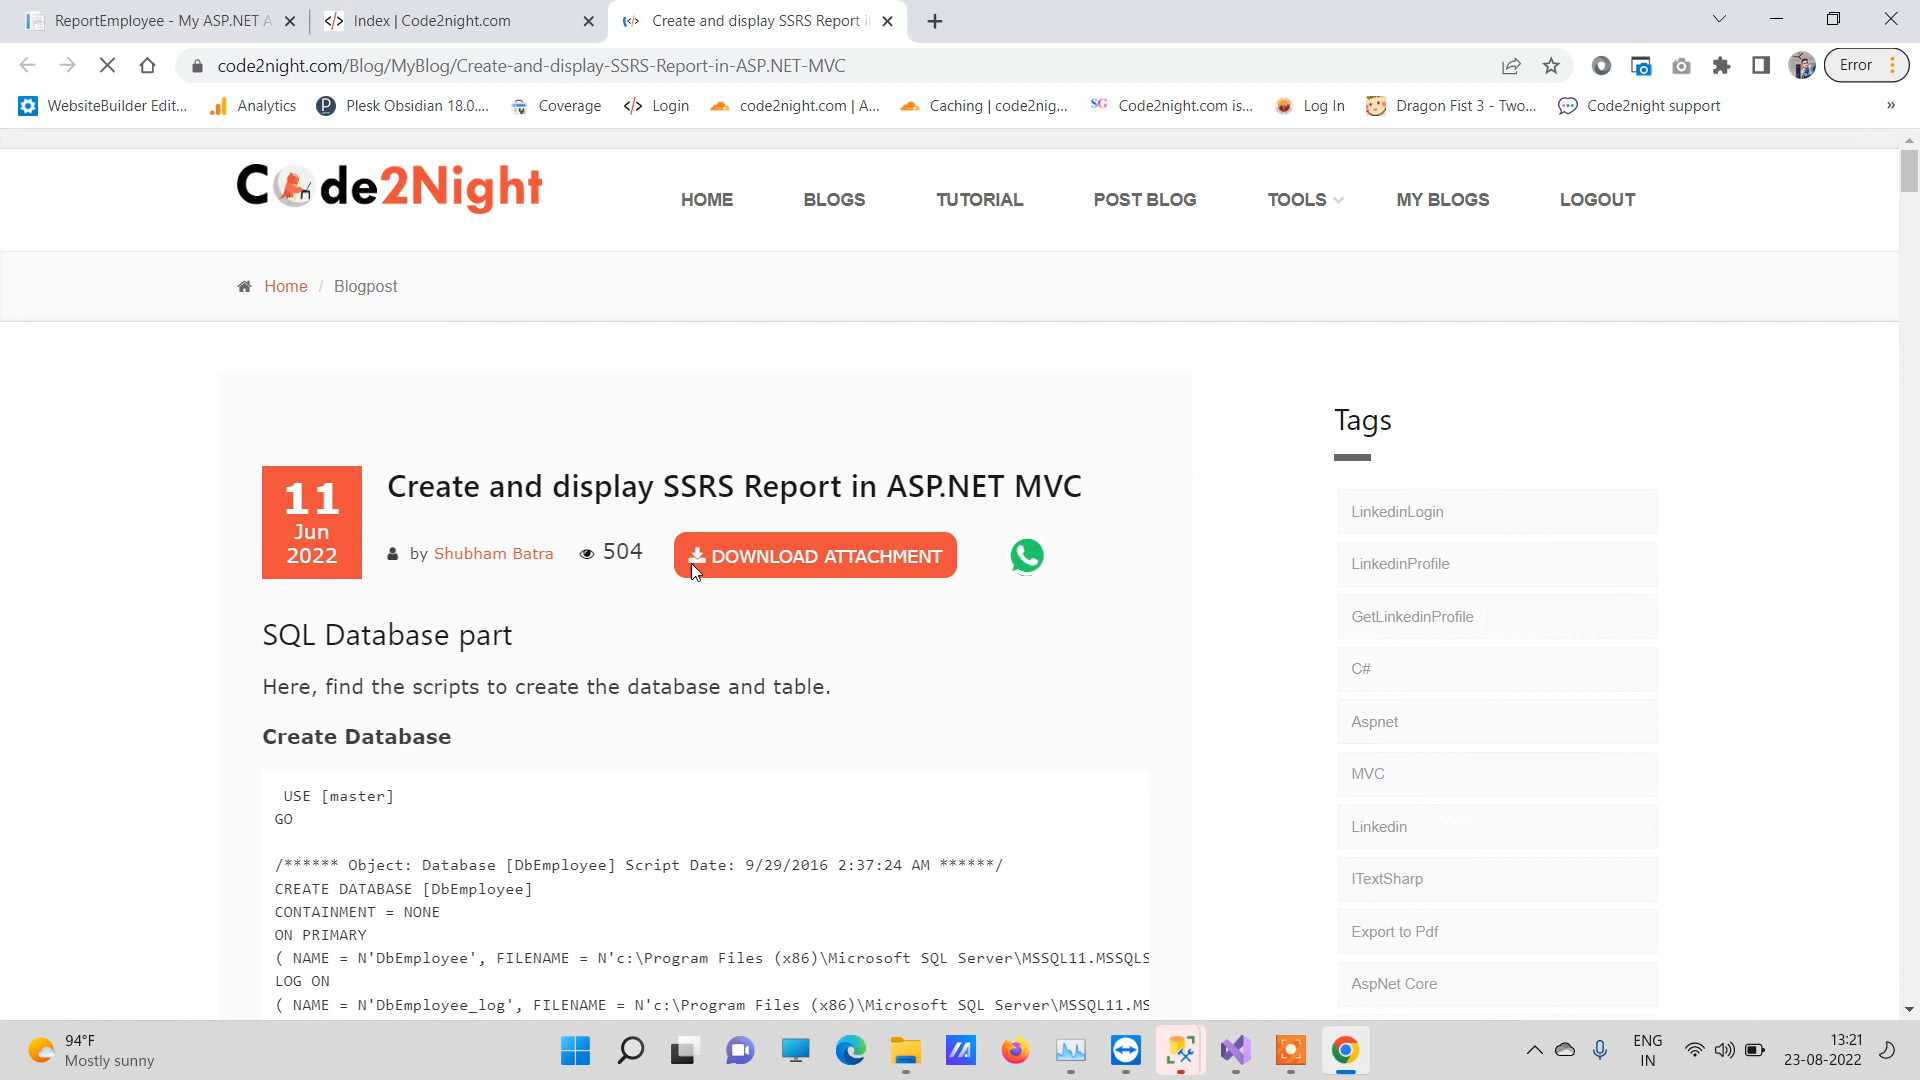 ReportEmployee - My ASP.NET A
Index | Code2night.com
Create and display SSRS Report i
code2night.com/Blog/MyBlog/Create-and-display-SSRS-Report-in-ASP.NET-MVC
Error
WebsiteBuilder Edit...
Analytics
Plesk Obsidian 18.0....
Coverage
Login
code2night.com | A...
Caching | code2nig...
SG
Code2night.com is...
Log In
Dragon Fist 3 - Two...
Code2night support
»
Code2Night
HOME
BLOGS
TUTORIAL
POST BLOG
TOOLS
MY BLOGS
LOGOUT
Home / Blogpost
11
Jun
2022
Create and display SSRS Report in ASP.NET MVC
by Shubham Batra
504
DOWNLOAD ATTACHMENT
SQL Database part
Here, find the scripts to create the database and table.
Create Database
USE [master]
GO
/****** Object: Database [DbEmployee] Script Date: 9/29/2016 2:37:24 AM ******/
CREATE DATABASE [DbEmployee]
CONTAINMENT = NONE
ON PRIMARY
( NAME = N'DbEmployee', FILENAME = N'c:\Program Files (x86)\Microsoft SQL Server\MSSQL11.MSSQLS
LOG ON
( NAME = N'DbEmployee_log', FILENAME = N'c:\Program Files (x86)\Microsoft SQL Server\MSSQL11.MS
Tags
LinkedinLogin
LinkedinProfile
GetLinkedinProfile
C#
Aspnet
MVC
Linkedin
ITextSharp
Export to Pdf
AspNet Core
94°F
Mostly sunny
ENG
IN
13:21
23-08-2022